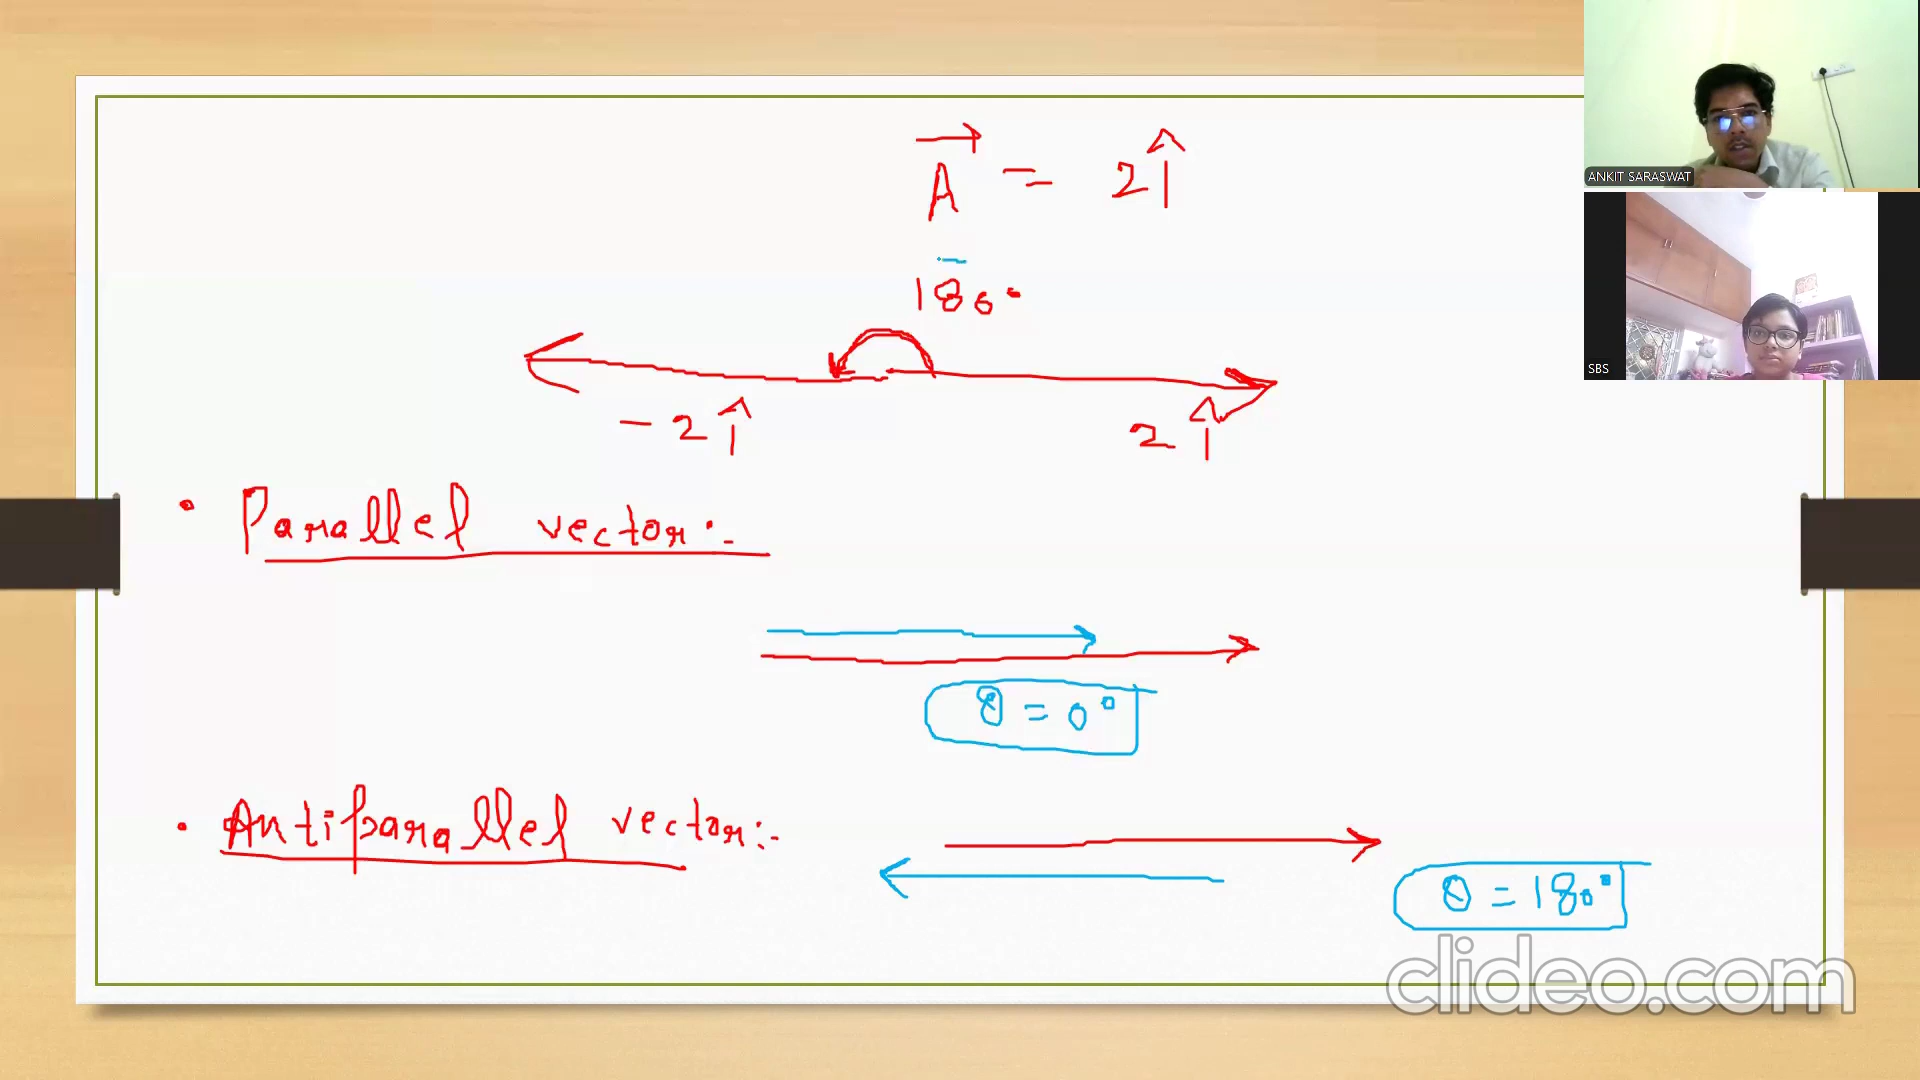 A⃗ = 2î
180°
-2î 2î
• Parallel vector:-
θ = 0°
• Antiparallel vector:-
θ = 180°
ANKIT SARASWAT
SBS
clideo.com